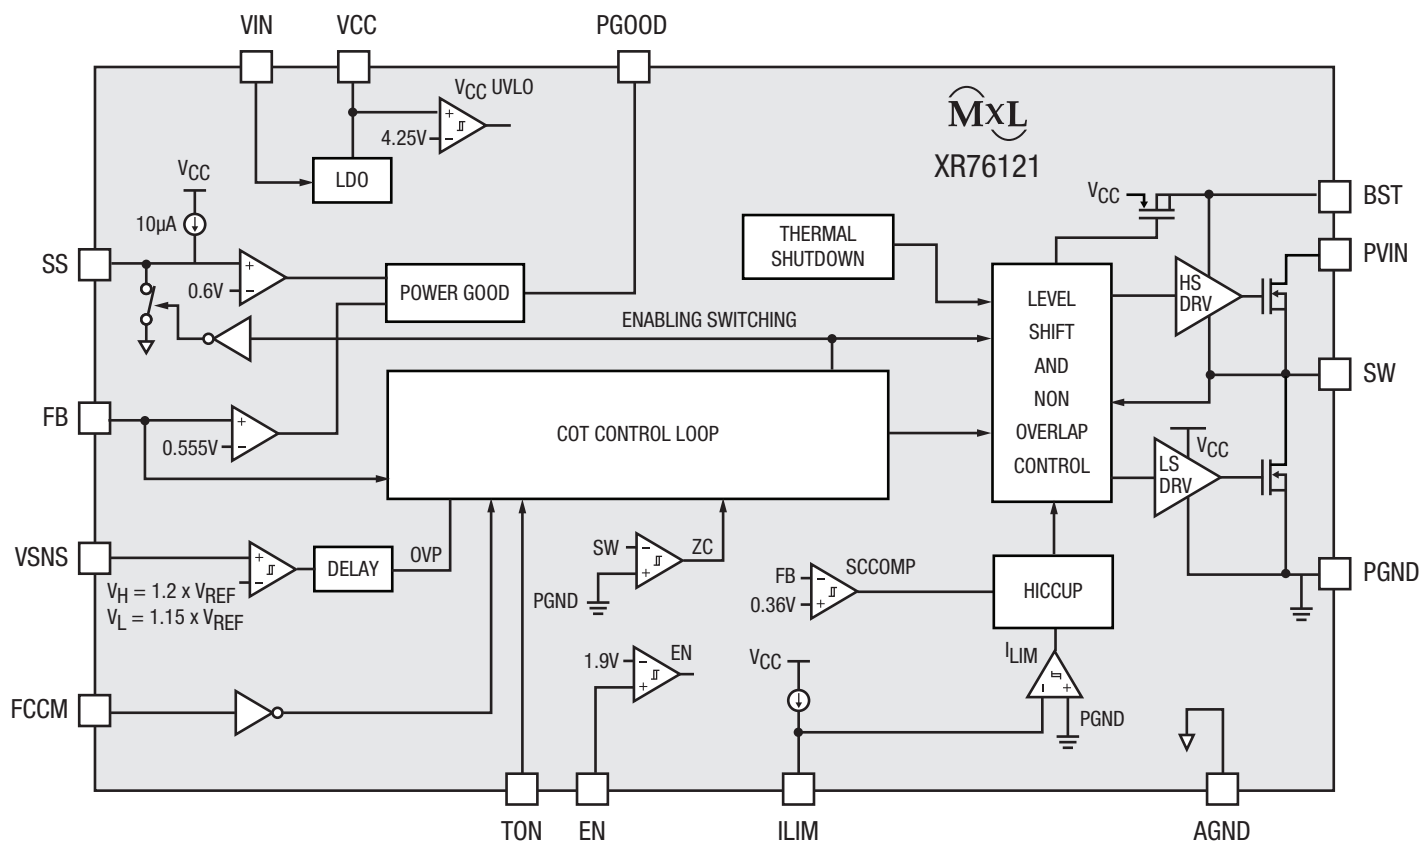 VIN VCC PGOOD
VCC UVLO
+
4.25V
−
LDO
MXL
XR76121
VCC
10µA
SS
+
0.6V
−
POWER GOOD
THERMAL
SHUTDOWN
VCC
BST
PVIN
HS
DRV
ENABLING SWITCHING
LEVEL
SHIFT
AND
NON
OVERLAP
CONTROL
SW
FB
+
0.555V
−
COT CONTROL LOOP
VCC
LS
DRV
VSNS
+
−
VH = 1.2 x VREF
VL = 1.15 x VREF
DELAY
OVP
SW
−
+
ZC
PGND
FB
−
0.36V
+
SCCOMP
HICCUP
PGND
1.9V
−
+
EN
VCC
ILIM
− +
PGND
FCCM
TON EN ILIM AGND